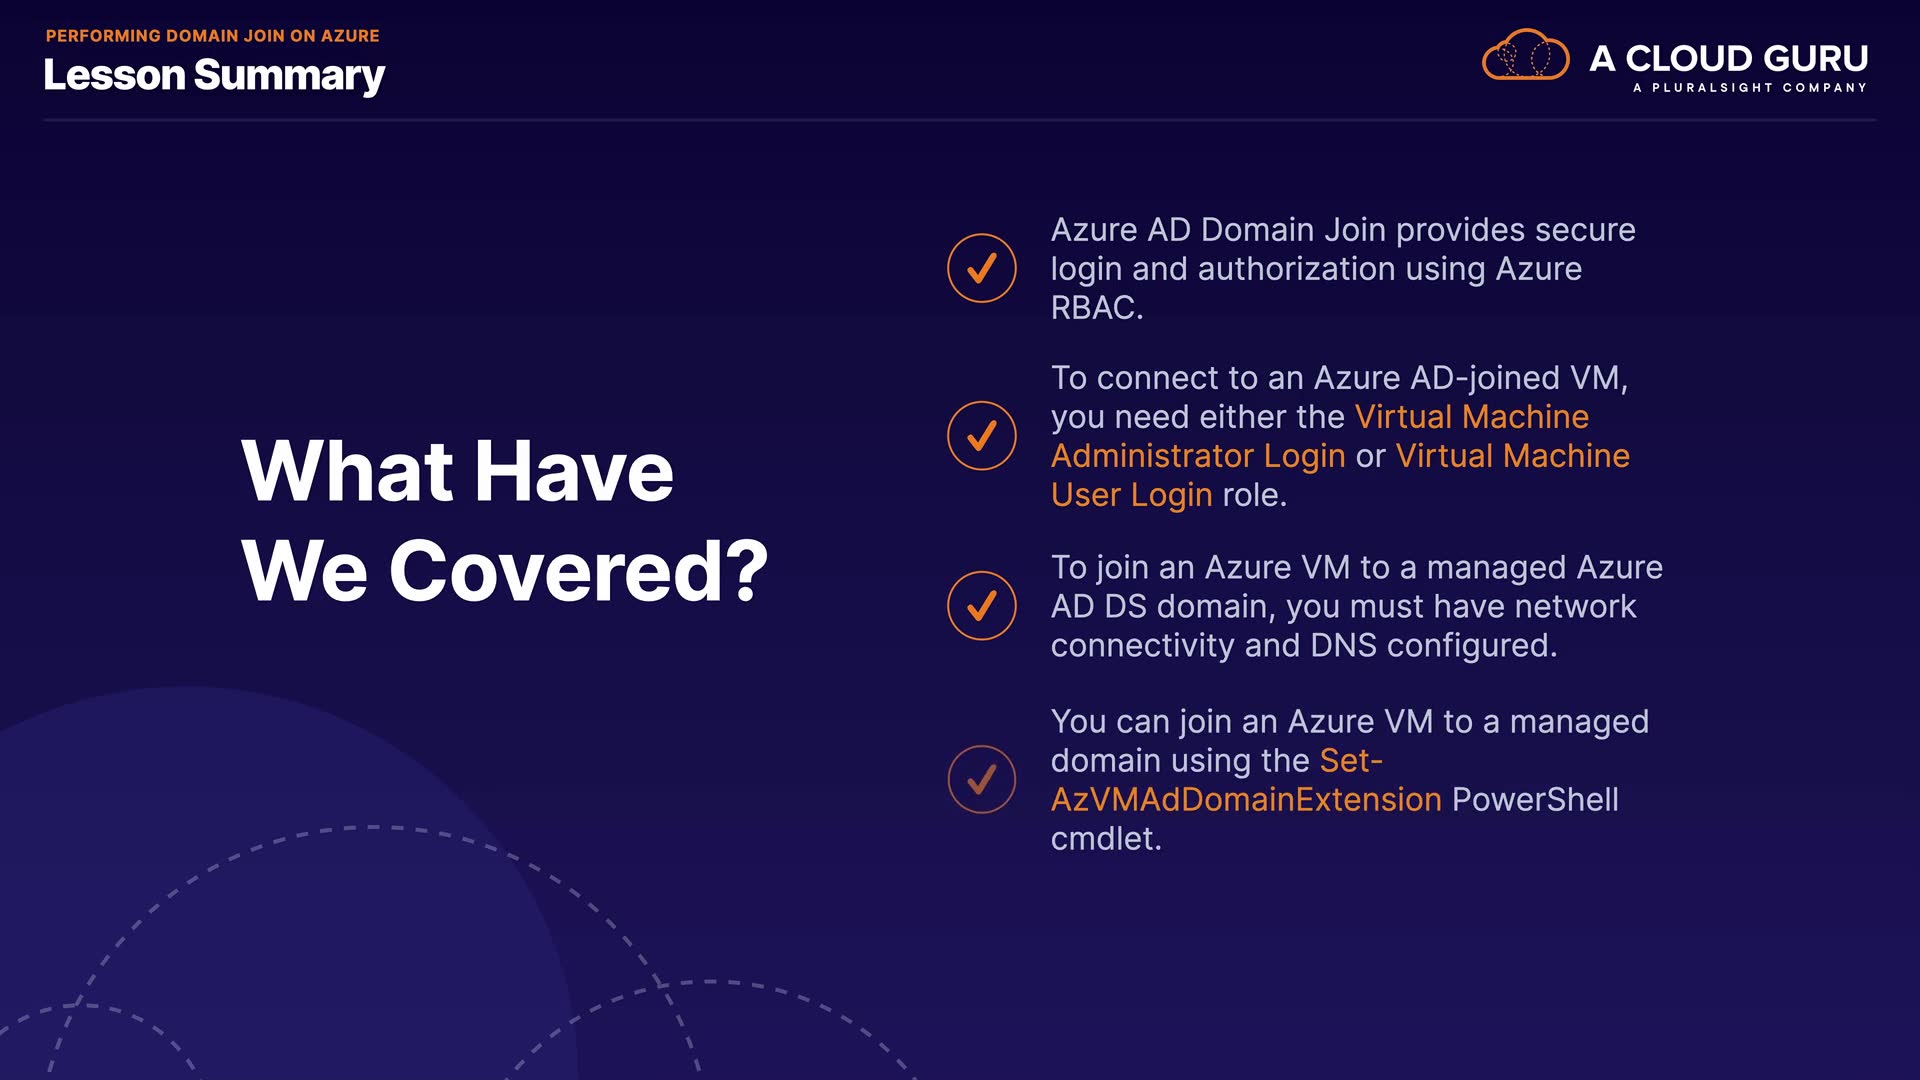 PERFORMING DOMAIN JOIN ON AZURE
Lesson Summary
A CLOUD GURU
A PLURALSIGHT COMPANY
What Have
We Covered?
Azure AD Domain Join provides secure
login and authorization using Azure
RBAC.
To connect to an Azure AD-joined VM,
you need either the Virtual Machine
Administrator Login or Virtual Machine
User Login role.
To join an Azure VM to a managed Azure
AD DS domain, you must have network
connectivity and DNS configured.
You can join an Azure VM to a managed
domain using the Set-
AzVMAdDomainExtension PowerShell
cmdlet.